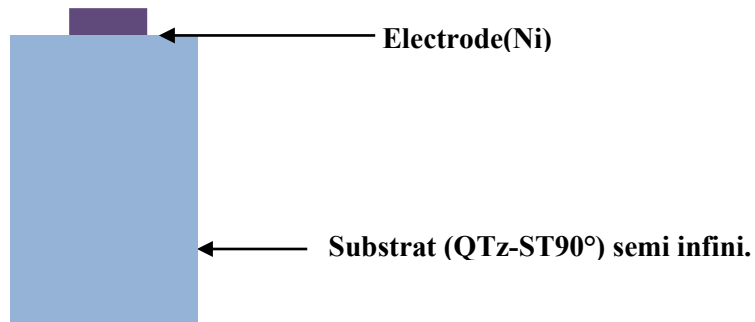 Electrode(Ni)
Substrat (QTz-ST90°) semi infini.